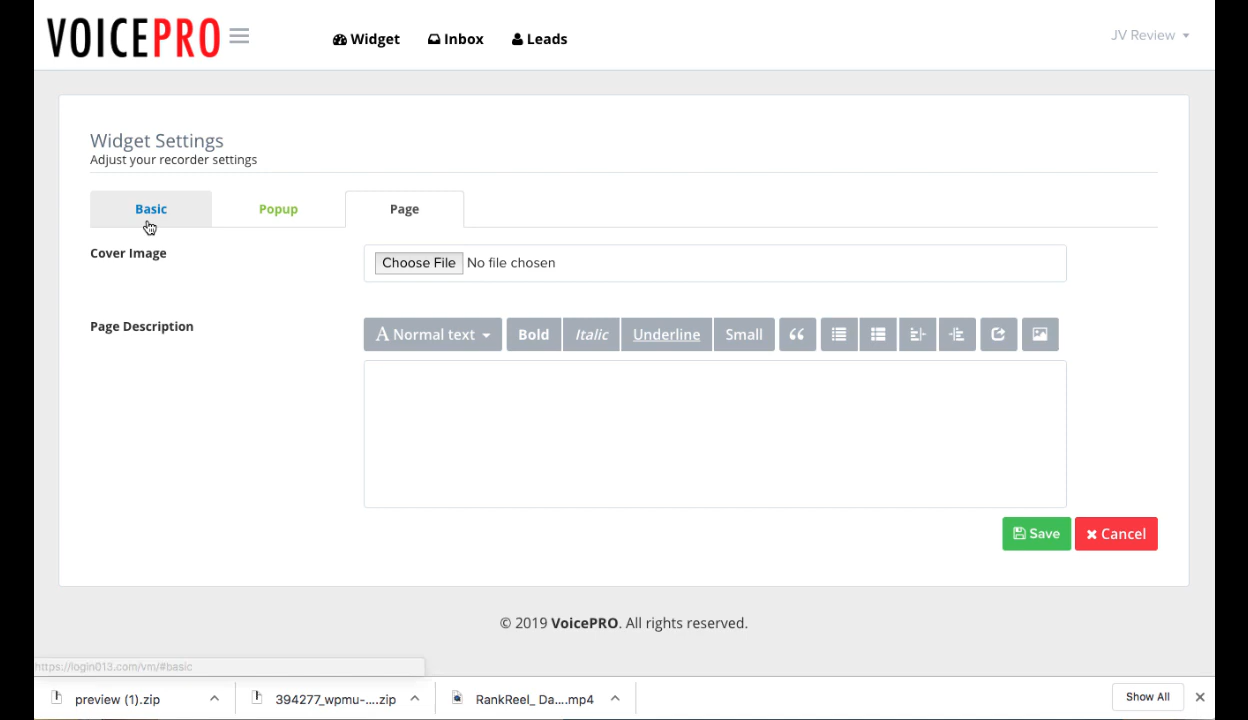 VOICEPRO Widget Inbox Leads JV Review
Widget Settings
Adjust your recorder settings
Basic Popup Page
Cover Image Choose File No file chosen
Page Description A Normal text Bold Italic Underline Small
Save Cancel
© 2019 VoicePRO. All rights reserved.
https://login013.com/vm/#basic
preview (1).zip 394277_wpmu-....zip RankReel_ Da....mp4 Show All